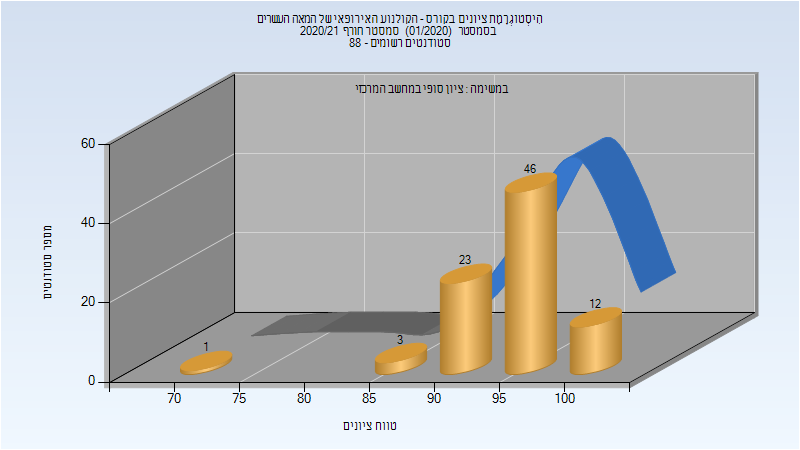 היסטוגרמת ציונים בקורס - הקולנוע האירופאי של המאה העשרים
בסמסטר (01/2020) סמסטר חורף 2020/21
סטודנטים רשומים - 88
במשימה : ציון סופי במחשב המרכזי
60
40
20
0
מספר סטודנטים
1
3
23
46
12
70 75 80 85 90 95 100
טווח ציונים